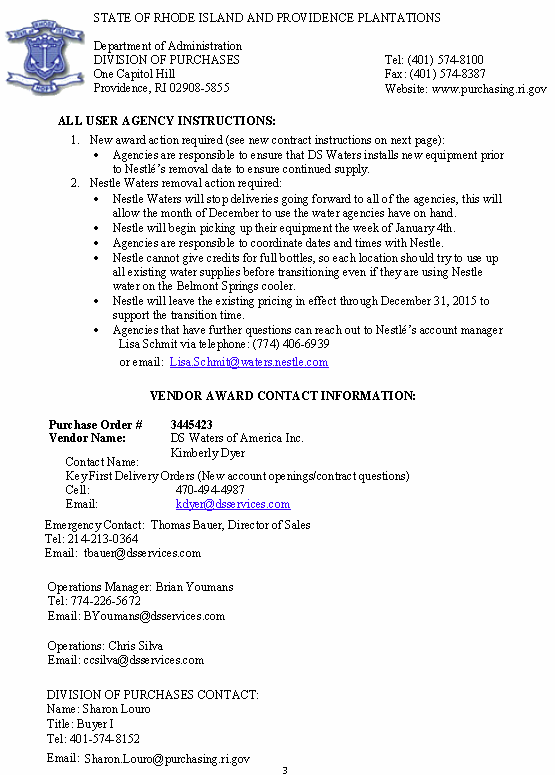 STATE OF RHODE ISLAND AND PROVIDENCE PLANTATIONS
Department of Administration
DIVISION OF PURCHASES
One Capitol Hill
Providence, RI 02908-5855
Tel: (401) 574-8100
Fax: (401) 574-8387
Website: www.purchasing.ri.gov
HOPE
ALL USER AGENCY INSTRUCTIONS:
1. New award action required (see new contract instructions on next page):
• Agencies are responsible to ensure that DS Waters installs new equipment prior
to Nestlé’s removal date to ensure continued supply.
2. Nestle Waters removal action required:
• Nestle Waters will stop deliveries going forward to all of the agencies, this will
allow the month of December to use the water agencies have on hand.
• Nestle will begin picking up their equipment the week of January 4th.
• Agencies are responsible to coordinate dates and times with Nestle.
• Nestle cannot give credits for full bottles, so each location should try to use up
all existing water supplies before transitioning even if they are using Nestle
water on the Belmont Springs cooler.
• Nestle will leave the existing pricing in effect through December 31, 2015 to
support the transition time.
• Agencies that have further questions can reach out to Nestlé’s account manager
Lisa Schmit via telephone: (774) 406-6939
or email: Lisa.Schmit@waters.nestle.com
VENDOR AWARD CONTACT INFORMATION:
Purchase Order # 3445423
Vendor Name: DS Waters of America Inc.
Kimberly Dyer
Contact Name:
Key First Delivery Orders (New account openings/contract questions)
Cell: 470-494-4987
Email: kdyer@dsservices.com
Emergency Contact: Thomas Bauer, Director of Sales
Tel: 214-213-0364
Email: tbauer@dsservices.com
Operations Manager: Brian Youmans
Tel: 774-226-5672
Email: BYoumans@dsservices.com
Operations: Chris Silva
Email: ccsilva@dsservices.com
DIVISION OF PURCHASES CONTACT:
Name: Sharon Louro
Title: Buyer I
Tel: 401-574-8152
Email: Sharon.Louro@purchasing.ri.gov
3